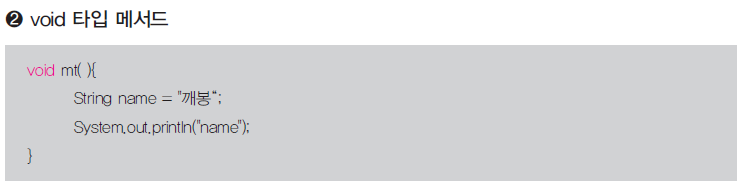 ❷ void 타입 메서드
void mt( ){
String name = "깨봉“;
System.out.println("name");
}